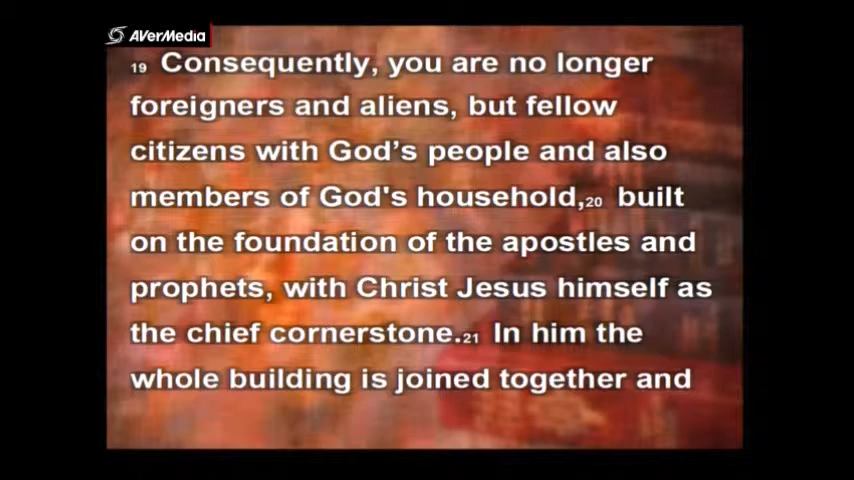 AVerMedia
19 Consequently, you are no longer
foreigners and aliens, but fellow
citizens with God’s people and also
members of God's household,20 built
on the foundation of the apostles and
prophets, with Christ Jesus himself as
the chief cornerstone.21 In him the
whole building is joined together and